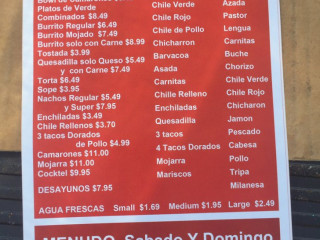 Platos de Verde
Combinados $8.49
Burrito Regular $6.49
Burrito Mojado $7.49
Burrito solo con Carne $8.99
Tostada $3.99
Quesadilla solo Queso $5.49
y con Carne $7.49
Torta $6.49
Sope $3.95
Nachos Regular $5.49
y Super $7.95
Enchiladas $3.49
Chile Rellenos $3.70
3 tacos Dorados
de Pollo $4.99
Camarones $11.00
Mojarra $11.00
Cocktel $9.95
DESAYUNOS $7.95
Chile Verde
Chile Rojo
Chile de Pollo
Chicharron
Barvacoa
Asada
Carnitas
Chille Relleno
Enchiladas
Quesadilla
3 tacos
4 Tacos Dorados
Mojarra
Mariscos
Azada
Pastor
Lengua
Carnitas
Buche
Chorizo
Chile Verde
Chile Rojo
Chicharon
Jamon
Pescado
Cabesa
Pollo
Tripa
Milanesa
AGUA FRESCAS Small $1.69 Medium $1.95 Large $2.49
MENUDO Sabado Y Domingo